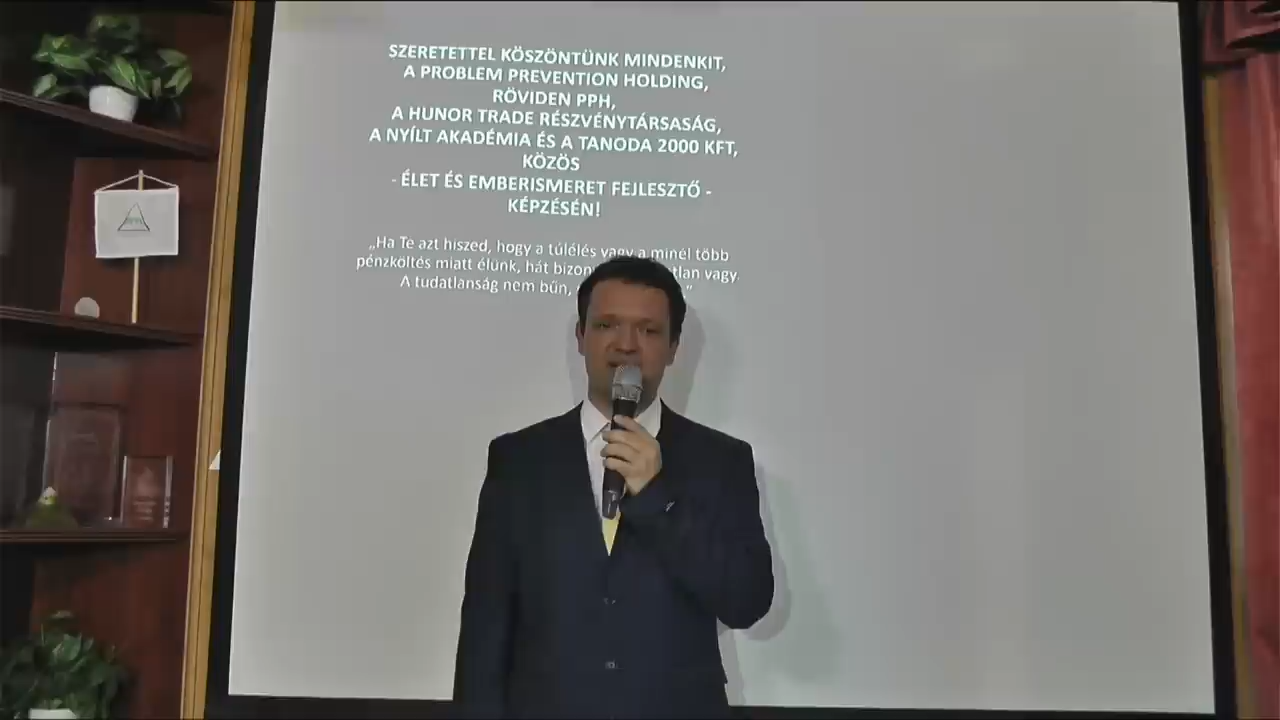 SZERETETTEL KÖSZÖNTÜNK MINDENKIT,
A PROBLEM PREVENTION HOLDING,
RÖVIDEN PPH,
A HUNOR TRADE RÉSZVÉNYTÁRSASÁG,
A NYÍLT AKADÉMIA ÉS A TANODA 2000 KFT,
KÖZÖS
- ÉLET ÉS EMBERISMERET FEJLESZTŐ -
KÉPZÉSÉN!
„Ha Te azt hiszed, hogy a túlélés vagy a minél több
pénzköltés miatt élünk, hát
A tudatlanság nem bűn,